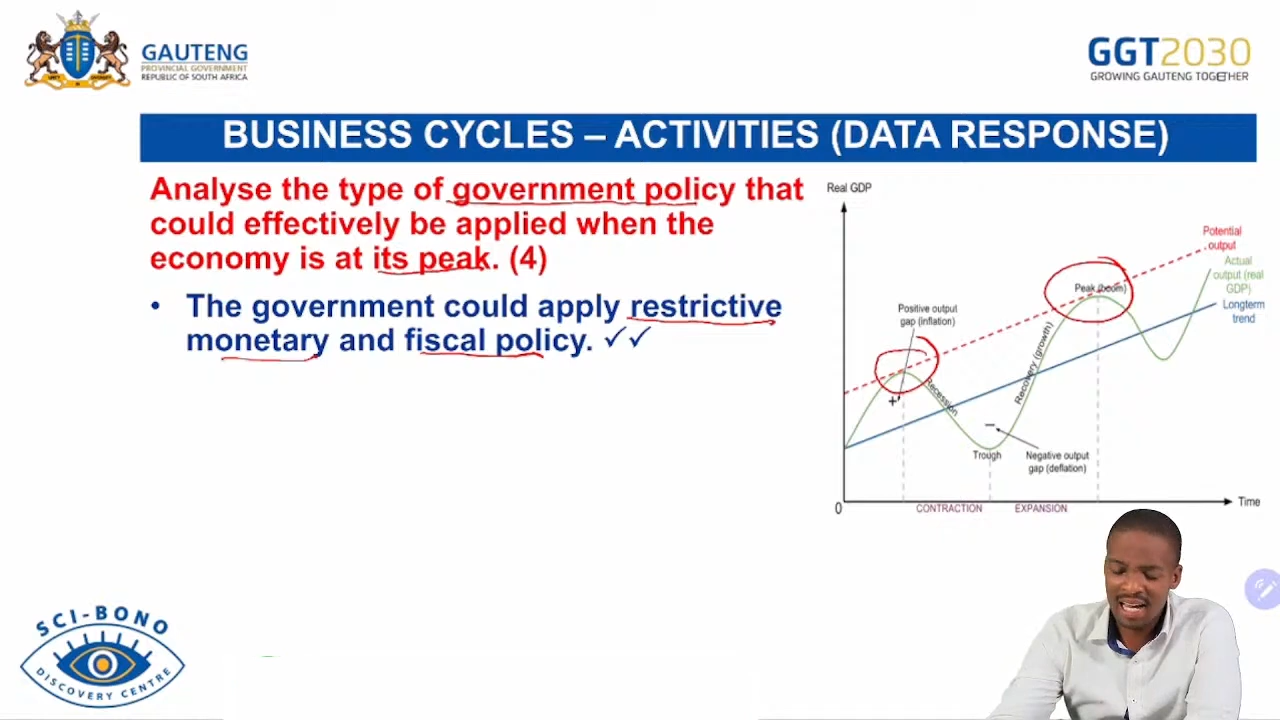 GAUTENG
PROVINCIAL GOVERNMENT
REPUBLIC OF SOUTH AFRICA
GGT2030
GROWING GAUTENG TOGETHER
BUSINESS CYCLES – ACTIVITIES (DATA RESPONSE)
Analyse the type of government policy that
could effectively be applied when the
economy is at its peak. (4)
• The government could apply restrictive
monetary and fiscal policy. ✓✓
Real GDP
Potential
output
Actual
output (real
GDP)
Longterm
trend
Peak (boom)
Positive output
gap (inflation)
+
Recession
Recovery (growth)
–
Trough
Negative output
gap (deflation)
0
CONTRACTION
EXPANSION
Time
SCI-BONO
DISCOVERY CENTRE